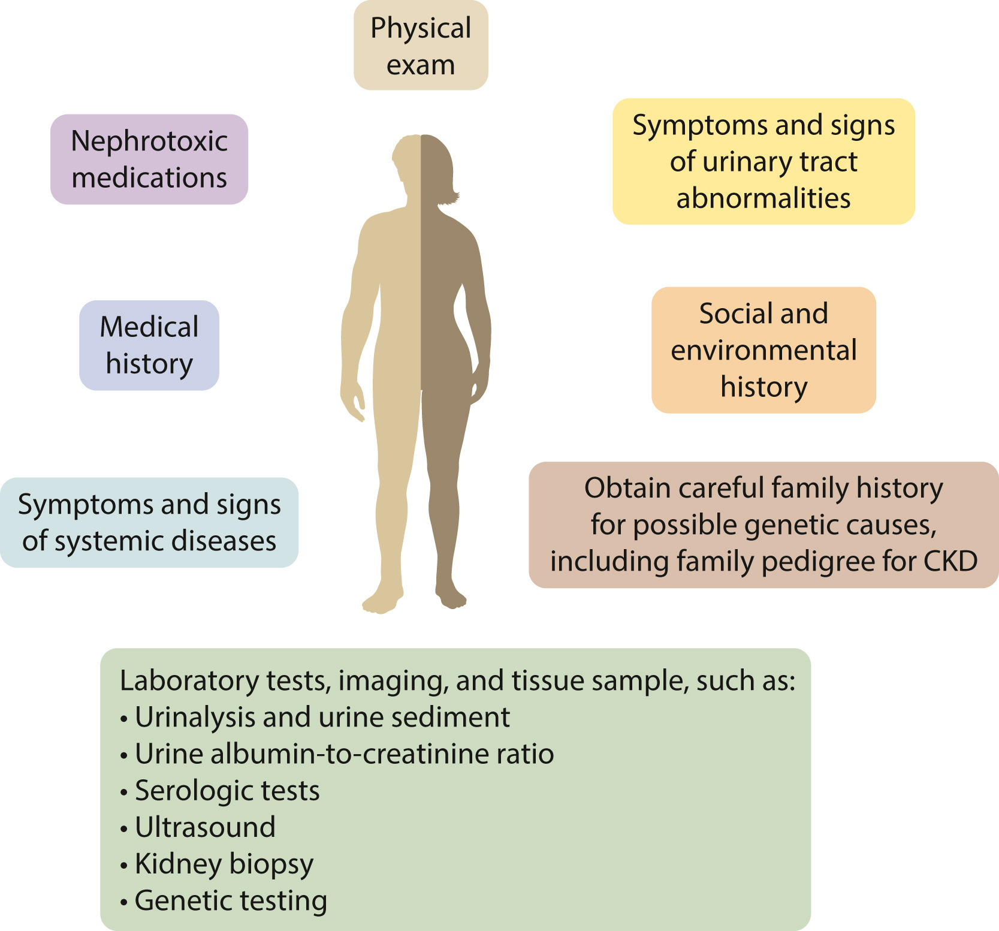 Physical
exam
Nephrotoxic
medications
Symptoms and signs
of urinary tract
abnormalities
Medical
history
Social and
environmental
history
Symptoms and signs
of systemic diseases
Obtain careful family history
for possible genetic causes,
including family pedigree for CKD
Laboratory tests, imaging, and tissue sample, such as:
• Urinalysis and urine sediment
• Urine albumin-to-creatinine ratio
• Serologic tests
• Ultrasound
• Kidney biopsy
• Genetic testing